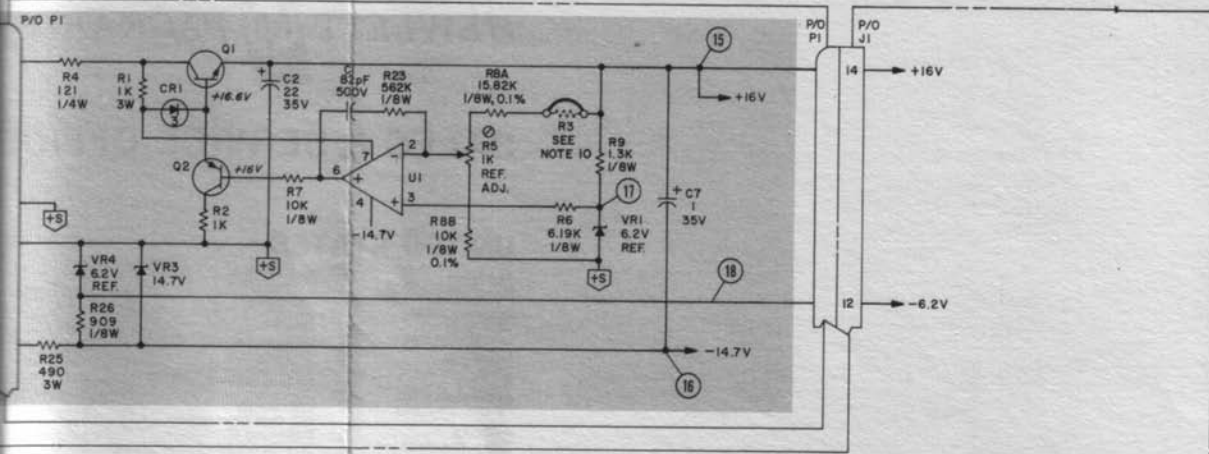 P/O P1
P/O
P1
P/O
J1
R4
121
1/4W
R1
1K
3W
CR1
3
Q1
+16.6V
C2
22
35V
+
82pF
500V
R23
562K
1/8W
R8A
15.82K
1/8W, 0.1%
R3
SEE
NOTE 10
15
+16V
14
+16V
Q2
+16V
R7
10K
1/8W
6
7
2
−
+
4
+
3
U1
-14.7V
R5
1K
REF.
ADJ.
R9
1.3K
1/8W
17
C7
1
35V
+
R2
1K
+S
+S
R8B
10K
1/8W
0.1%
R6
6.19K
1/8W
VR1
6.2V
REF.
+S
VR4
6.2V
REF.
VR3
14.7V
18
12
-6.2V
R26
909
1/8W
R25
490
3W
-14.7V
16